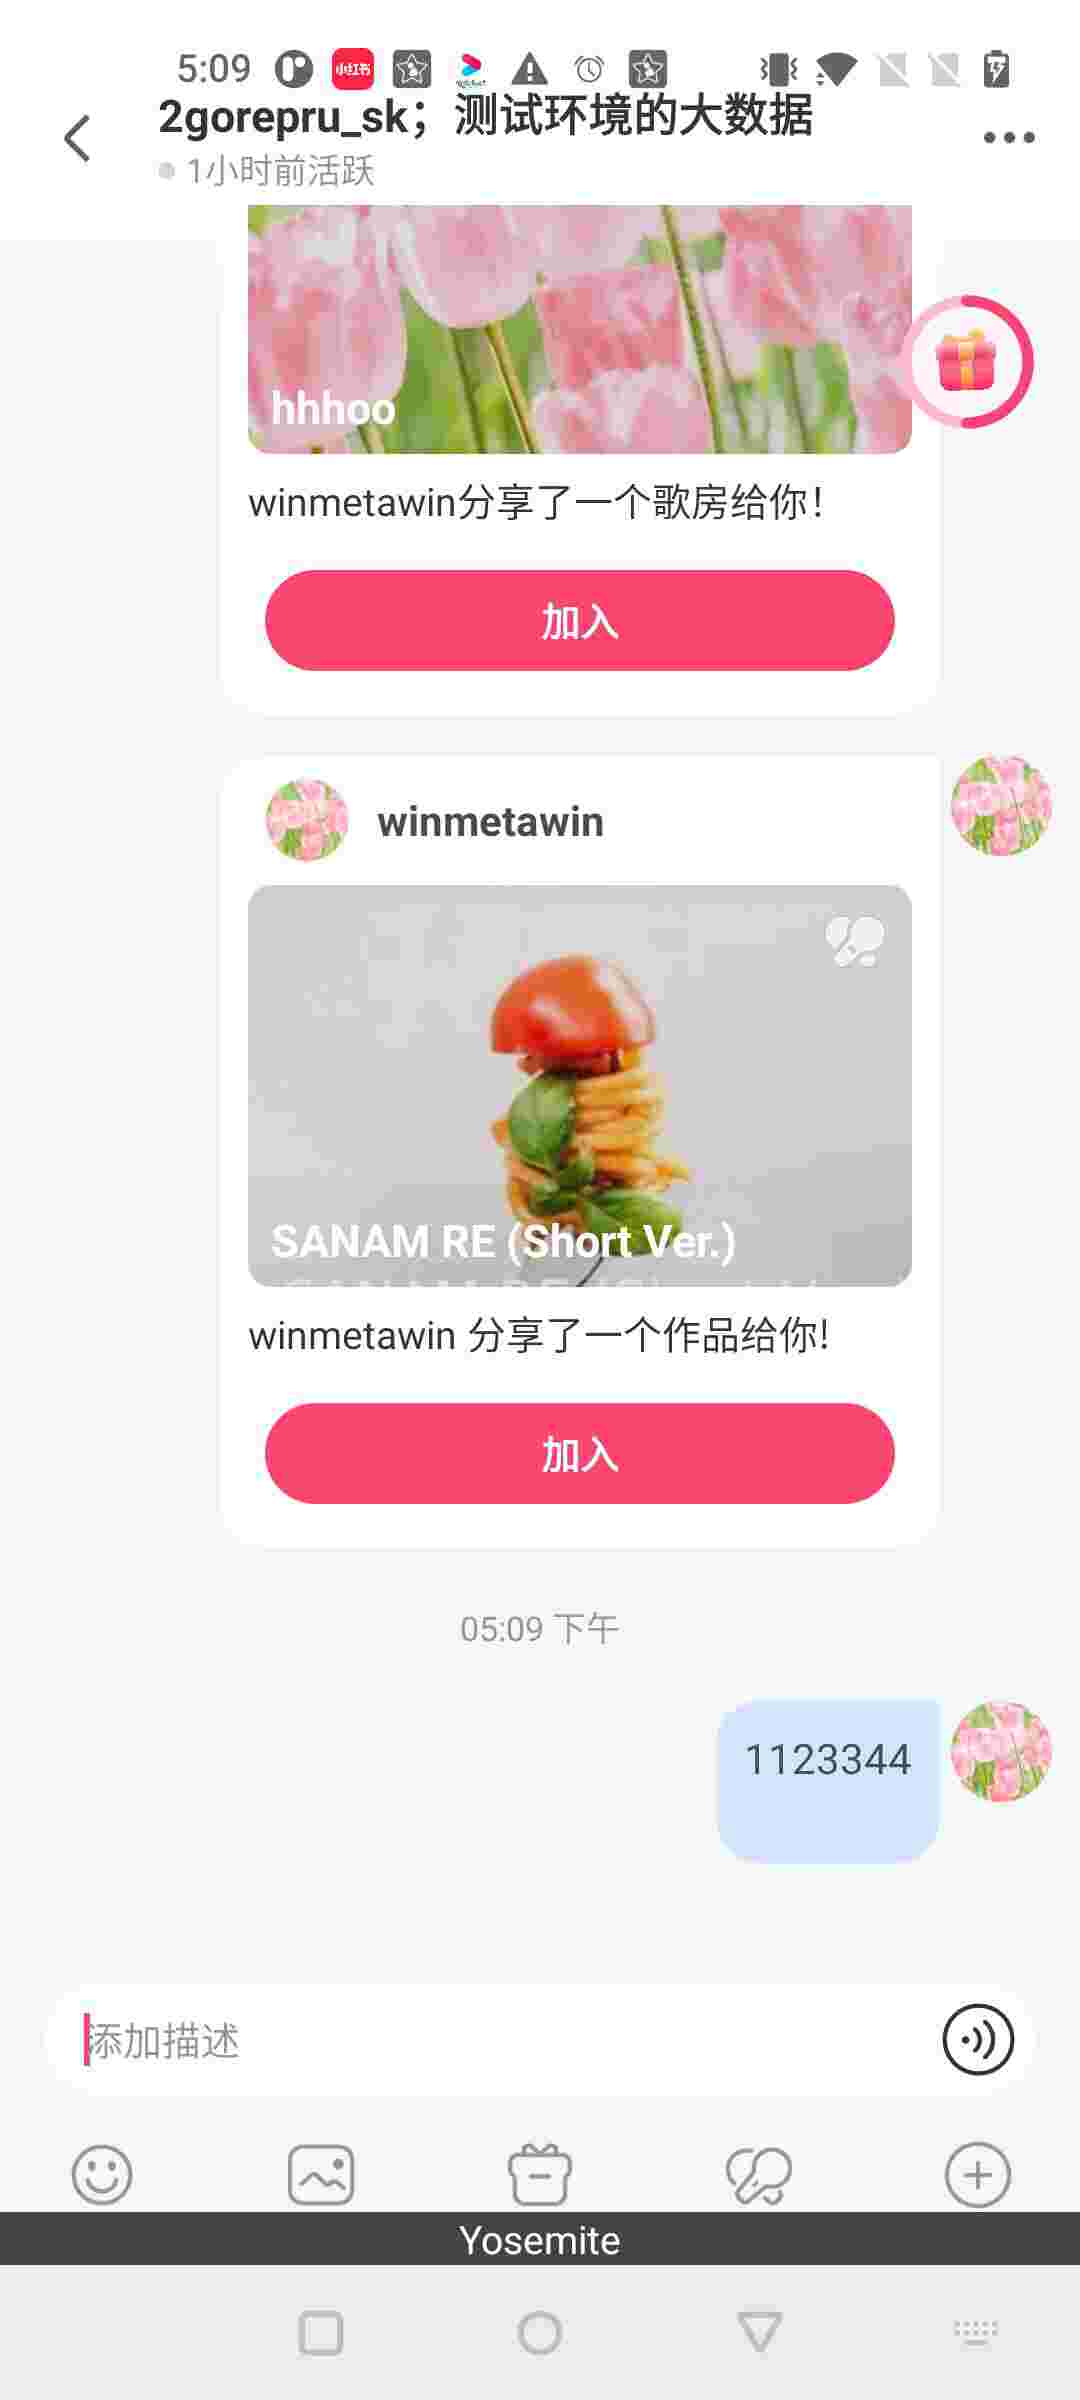 5:09
小红书
2gorepru_sk；测试环境的大数据
1小时前活跃
hhhoo
winmetawin分享了一个歌房给你！
加入
winmetawin
SANAM RE (Short Ver.)
winmetawin 分享了一个作品给你!
加入
05:09 下午
1123344
添加描述
Yosemite